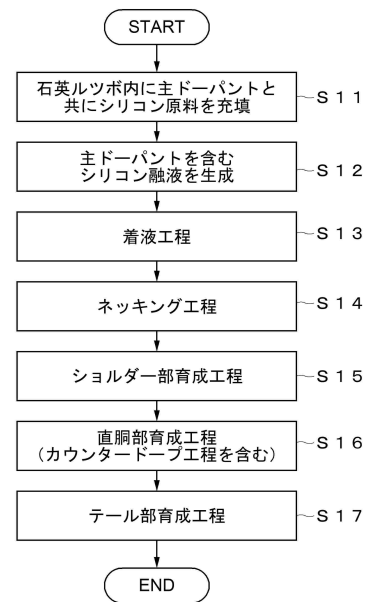 START
石英ルツボ内に主ドーパントと
共にシリコン原料を充填
S11
主ドーパントを含む
シリコン融液を生成
S12
着液工程
S13
ネッキング工程
S14
ショルダー部育成工程
S15
直胴部育成工程
（カウンタードープ工程を含む）
S16
テール部育成工程
S17
END